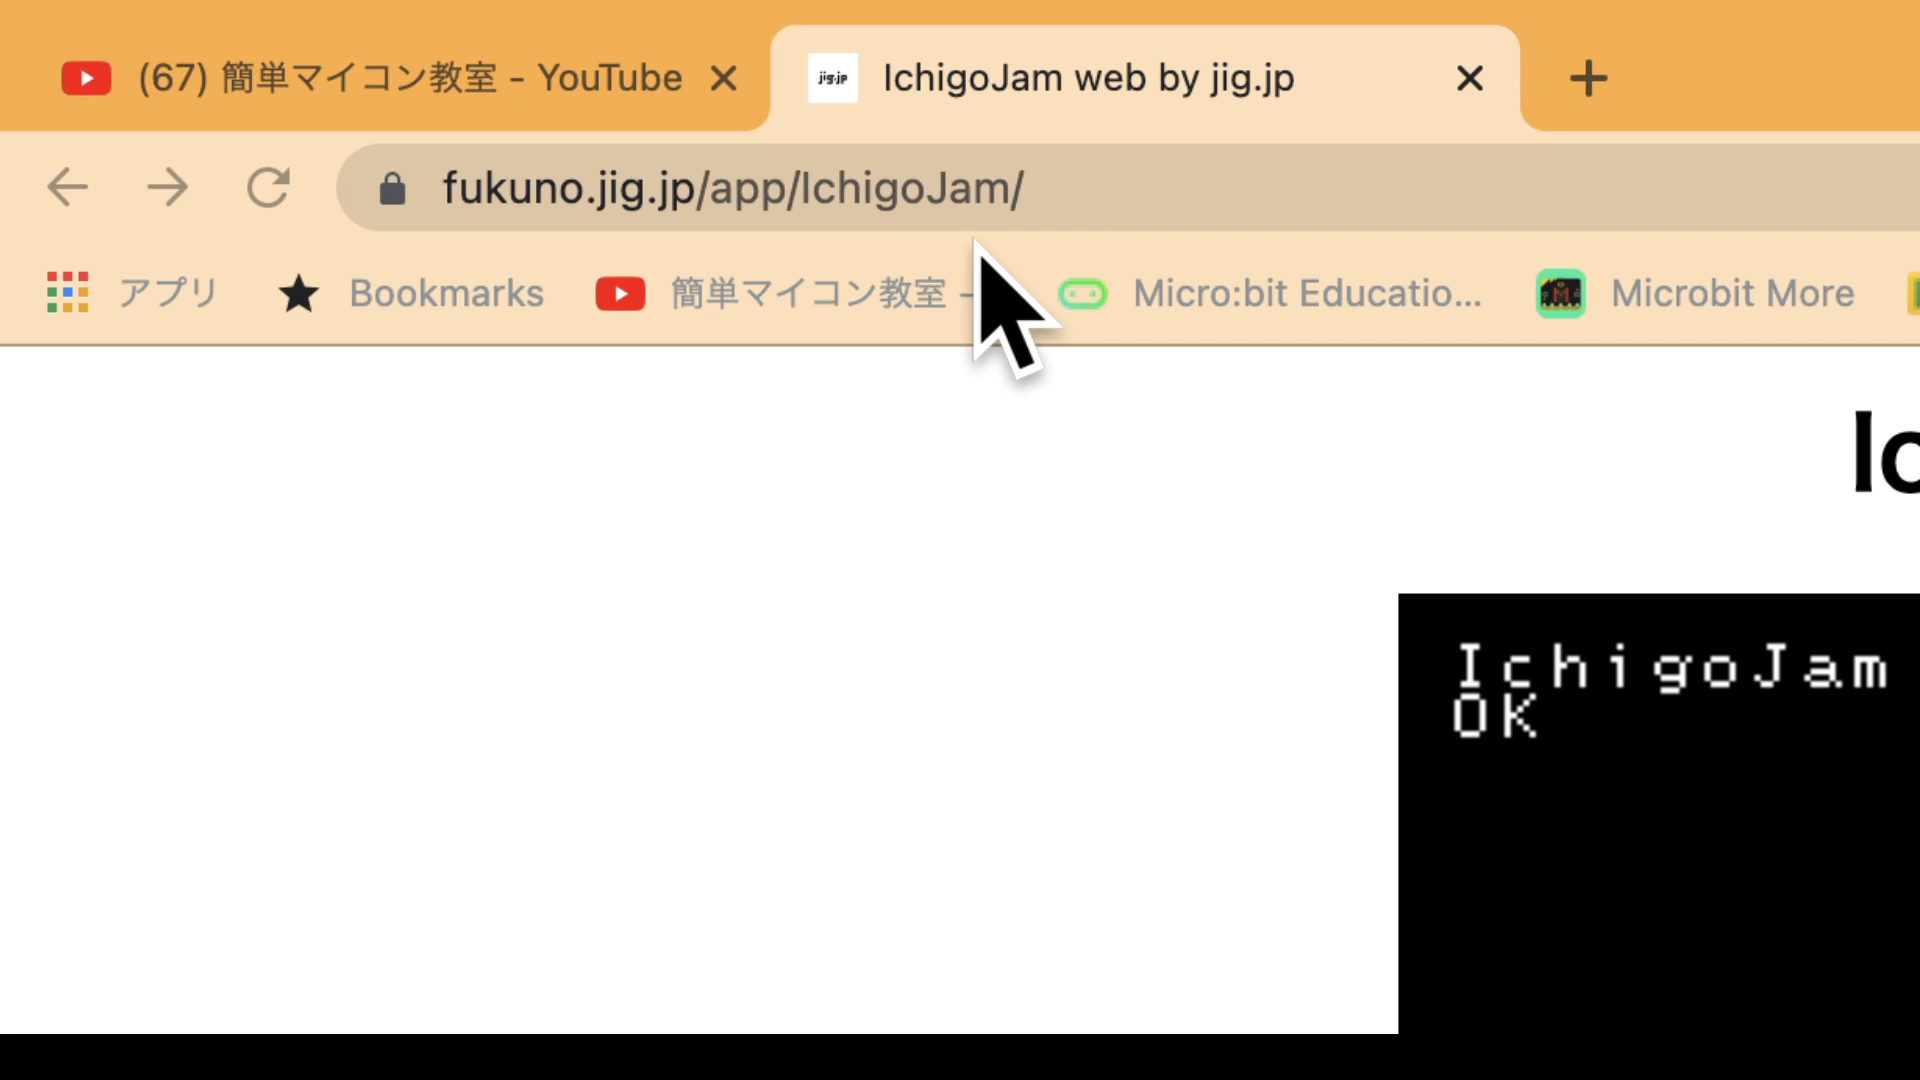 (67) 簡単マイコン教室 - YouTube
jig.jp IchigoJam web by jig.jp
fukuno.jig.jp/app/IchigoJam/
アプリ Bookmarks 簡単マイコン教室 - Micro:bit Educatio... Microbit More
IchigoJam
OK